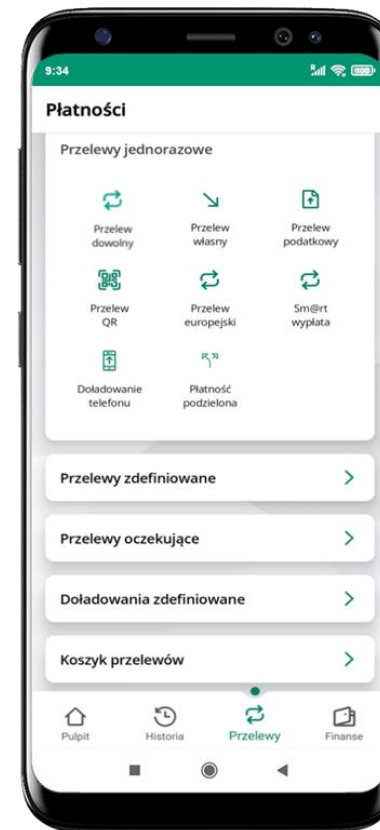 9:34
Płatności
Przelewy jednorazowe
Przelew
dowolny
Przelew
własny
Przelew
podatkowy
Przelew
QR
Przelew
europejski
Sm@rt
wypłata
Doładowanie
telefonu
Płatność
podzielona
Przelewy zdefiniowane
Przelewy oczekujące
Doładowania zdefiniowane
Koszyk przelewów
Pulpit
Historia
Przelewy
Finanse